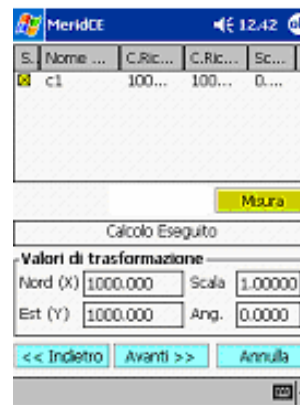 MeridCE 12.42
S. Nome ... C.Ric... C.Ric... Sc...
c1 100... 100... 0....
Misura
Calcolo Eseguito
Valori di trasformazione
Nord (X) 1000.000 Scala 1.00000
Est (Y) 1000.000 Ang. 0.0000
<< Indietro Avanti >> Annulla